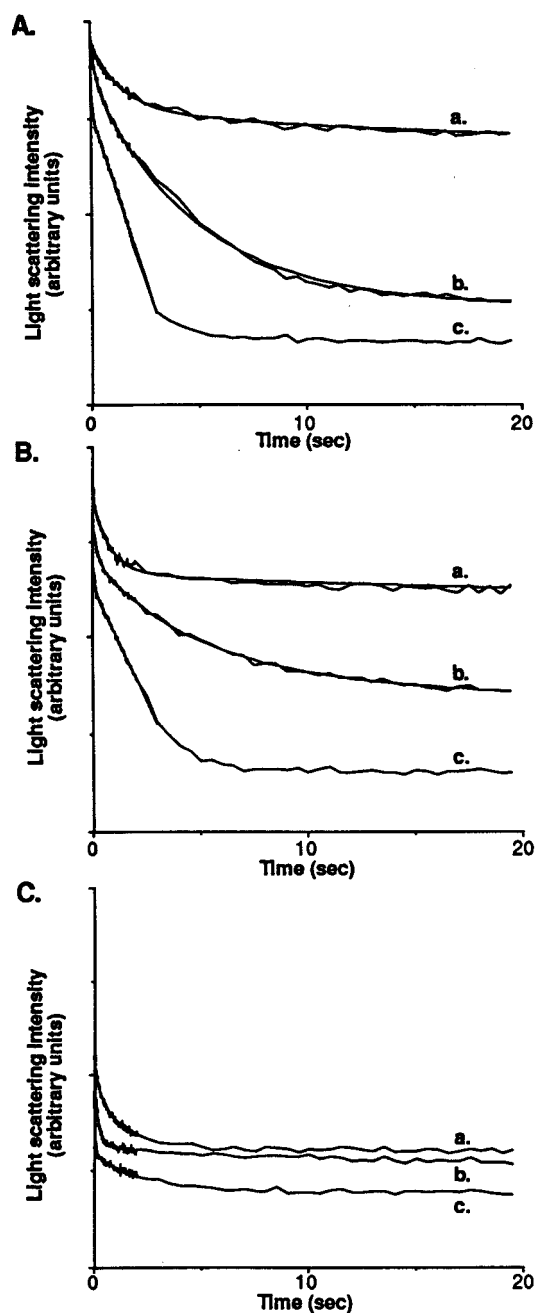 A.
Light scattering intensity
(arbitrary units)
a.
b.
c.
0
10
20
Time (sec)
B.
Light scattering intensity
(arbitrary units)
a.
b.
c.
0
10
20
Time (sec)
C.
Light scattering intensity
(arbitrary units)
a.
b.
c.
0
10
20
Time (sec)